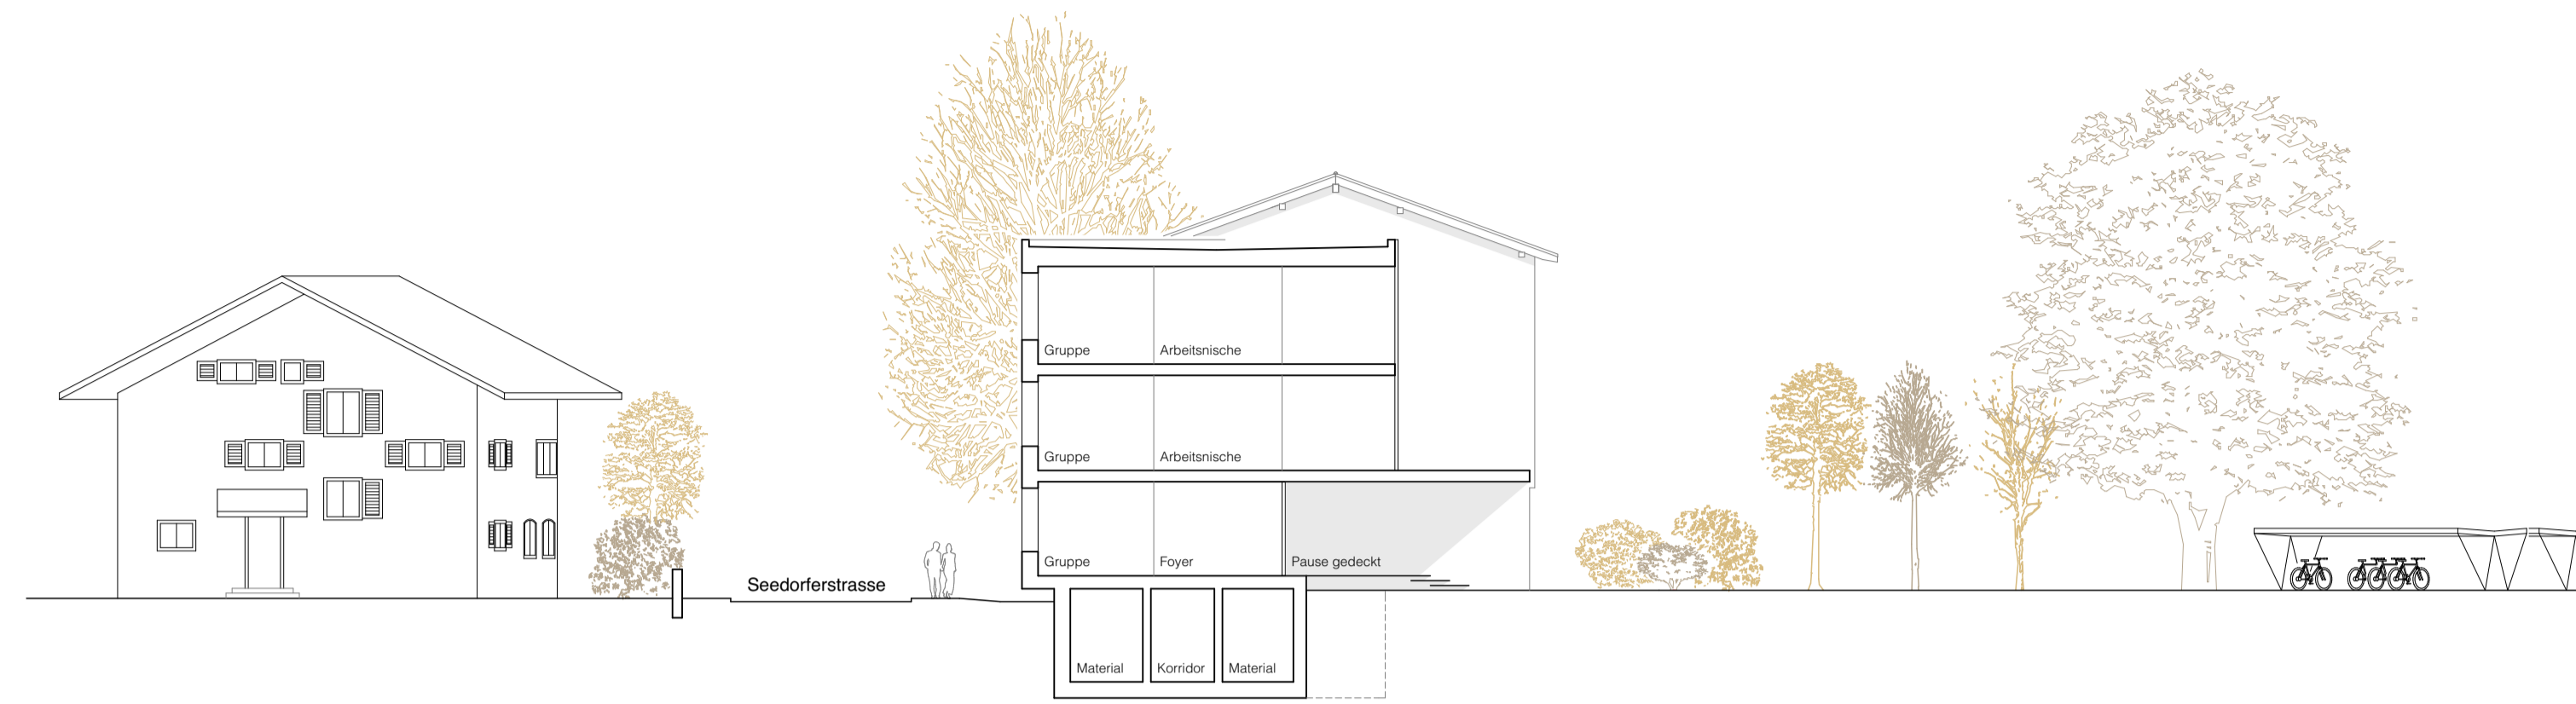 Gruppe Arbeitsnische
Gruppe Arbeitsnische
Gruppe Foyer Pause gedeckt
Seedorferstrasse
Material Korridor Material